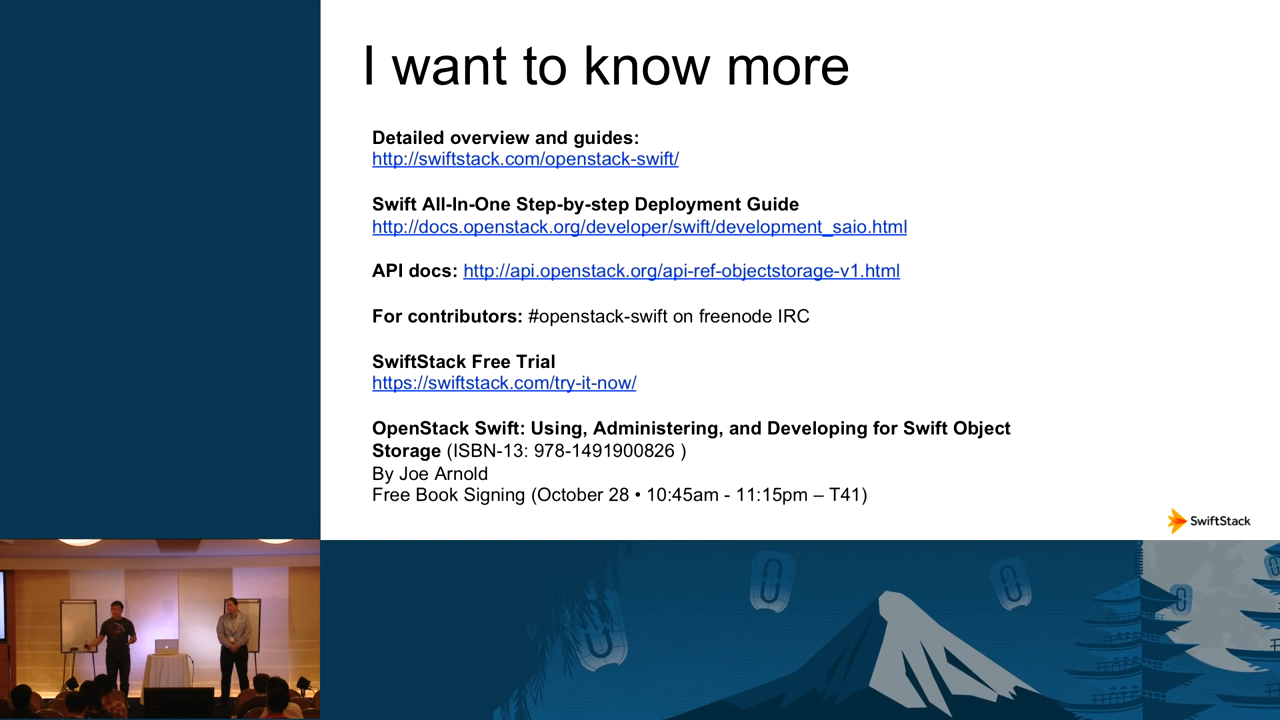 I want to know more
Detailed overview and guides:
http://swiftstack.com/openstack-swift/
Swift All-In-One Step-by-step Deployment Guide
http://docs.openstack.org/developer/swift/development_saio.html
API docs: http://api.openstack.org/api-ref-objectstorage-v1.html
For contributors: #openstack-swift on freenode IRC
SwiftStack Free Trial
https://swiftstack.com/try-it-now/
OpenStack Swift: Using, Administering, and Developing for Swift Object
Storage (ISBN-13: 978-1491900826 )
By Joe Arnold
Free Book Signing (October 28 • 10:45am - 11:15pm – T41)
SwiftStack